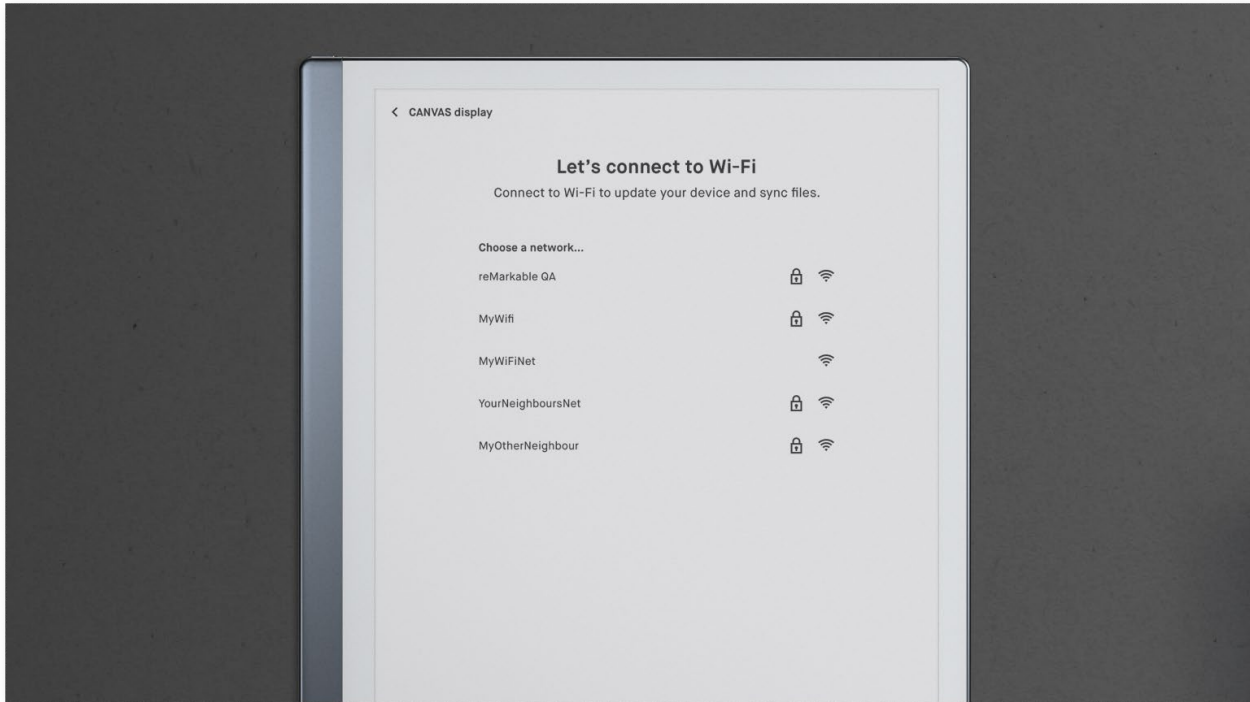 CANVAS display
Let's connect to Wi-Fi
Connect to Wi-Fi to update your device and sync files.
Choose a network...
reMarkable QA
MyWifi
MyWiFiNet
YourNeighboursNet
MyOtherNeighbour